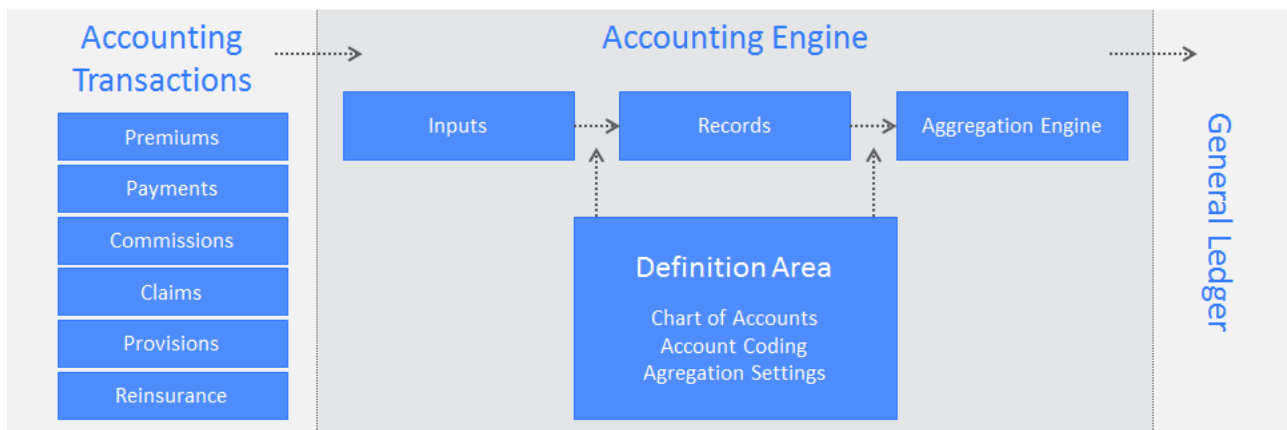 Accounting
Transactions
Premiums
Payments
Commissions
Claims
Provisions
Reinsurance
Accounting Engine
Inputs
Records
Aggregation Engine
Definition Area
Chart of Accounts
Account Coding
Agregation Settings
General Ledger